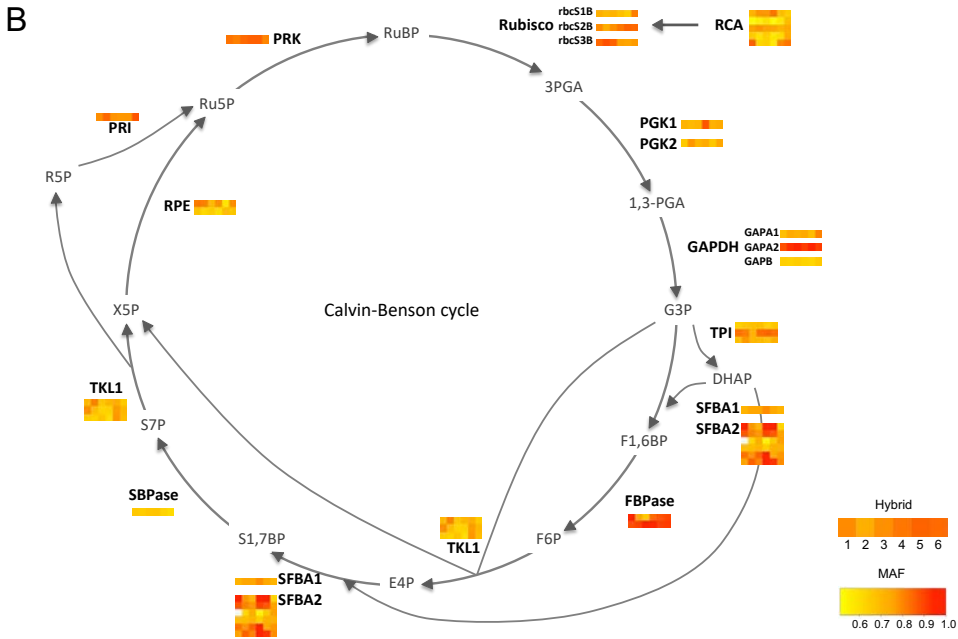 B
PRK
RuBP
Rubisco
rbcS1B
rbcS2B
rbcS3B
RCA
3PGA
Ru5P
PRI
PGK1
PGK2
R5P
RPE
1,3-PGA
GAPDH
GAPA1
GAPA2
GAPB
X5P
Calvin-Benson cycle
G3P
TPI
DHAP
TKL1
S7P
SFBA1
SFBA2
F1,6BP
SBPase
FBPase
S1,7BP
TKL1
F6P
E4P
SFBA1
SFBA2
Hybrid
1 2 3 4 5 6
MAF
0.6 0.7 0.8 0.9 1.0